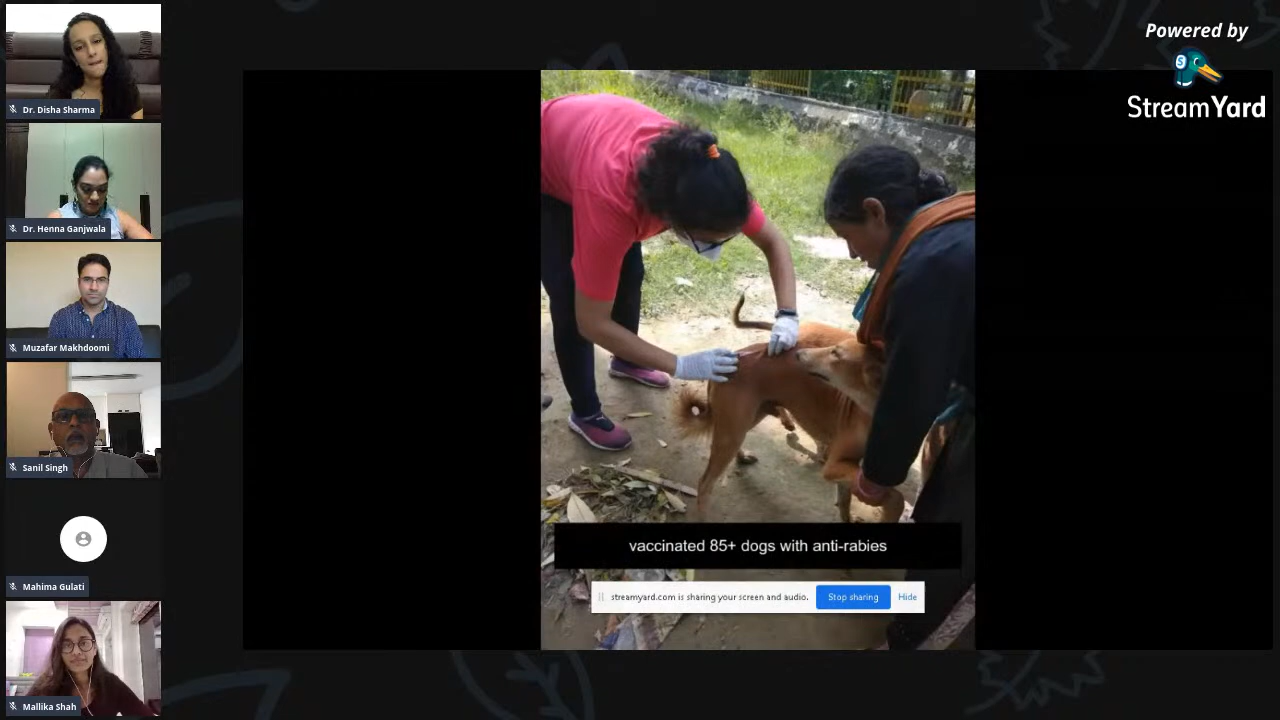 Powered by
StreamYard
Dr. Disha Sharma
Dr. Henna Ganjwala
Muzafar Makhdoomi
Sanil Singh
Mahima Gulati
Mallika Shah
vaccinated 85+ dogs with anti-rabies
streamyard.com is sharing your screen and audio.
Stop sharing
Hide